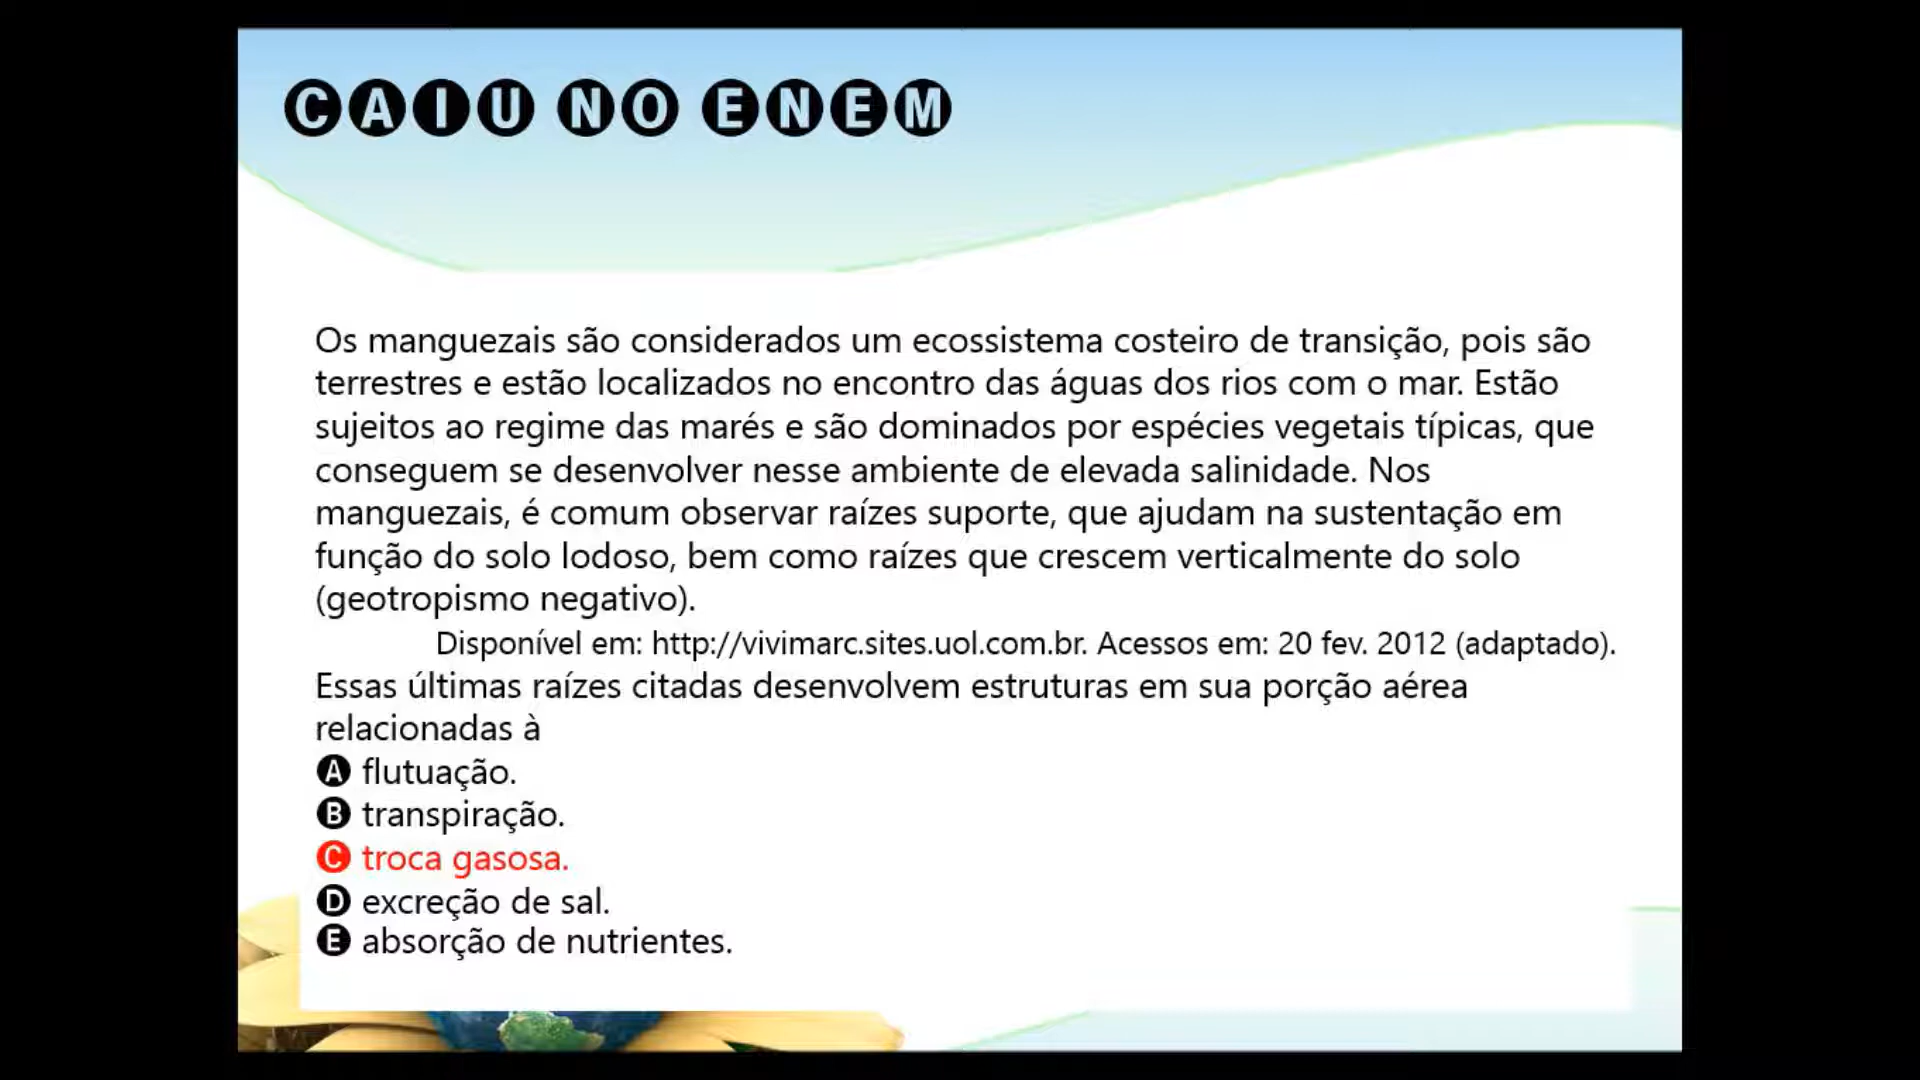 CAIU NO ENEM
Os manguezais são considerados um ecossistema costeiro de transição, pois são
terrestres e estão localizados no encontro das águas dos rios com o mar. Estão
sujeitos ao regime das marés e são dominados por espécies vegetais típicas, que
conseguem se desenvolver nesse ambiente de elevada salinidade. Nos
manguezais, é comum observar raízes suporte, que ajudam na sustentação em
função do solo lodoso, bem como raízes que crescem verticalmente do solo
(geotropismo negativo).
Disponível em: http://vivimarc.sites.uol.com.br. Acessos em: 20 fev. 2012 (adaptado).
Essas últimas raízes citadas desenvolvem estruturas em sua porção aérea
relacionadas à
A flutuação.
B transpiração.
C troca gasosa.
D excreção de sal.
E absorção de nutrientes.